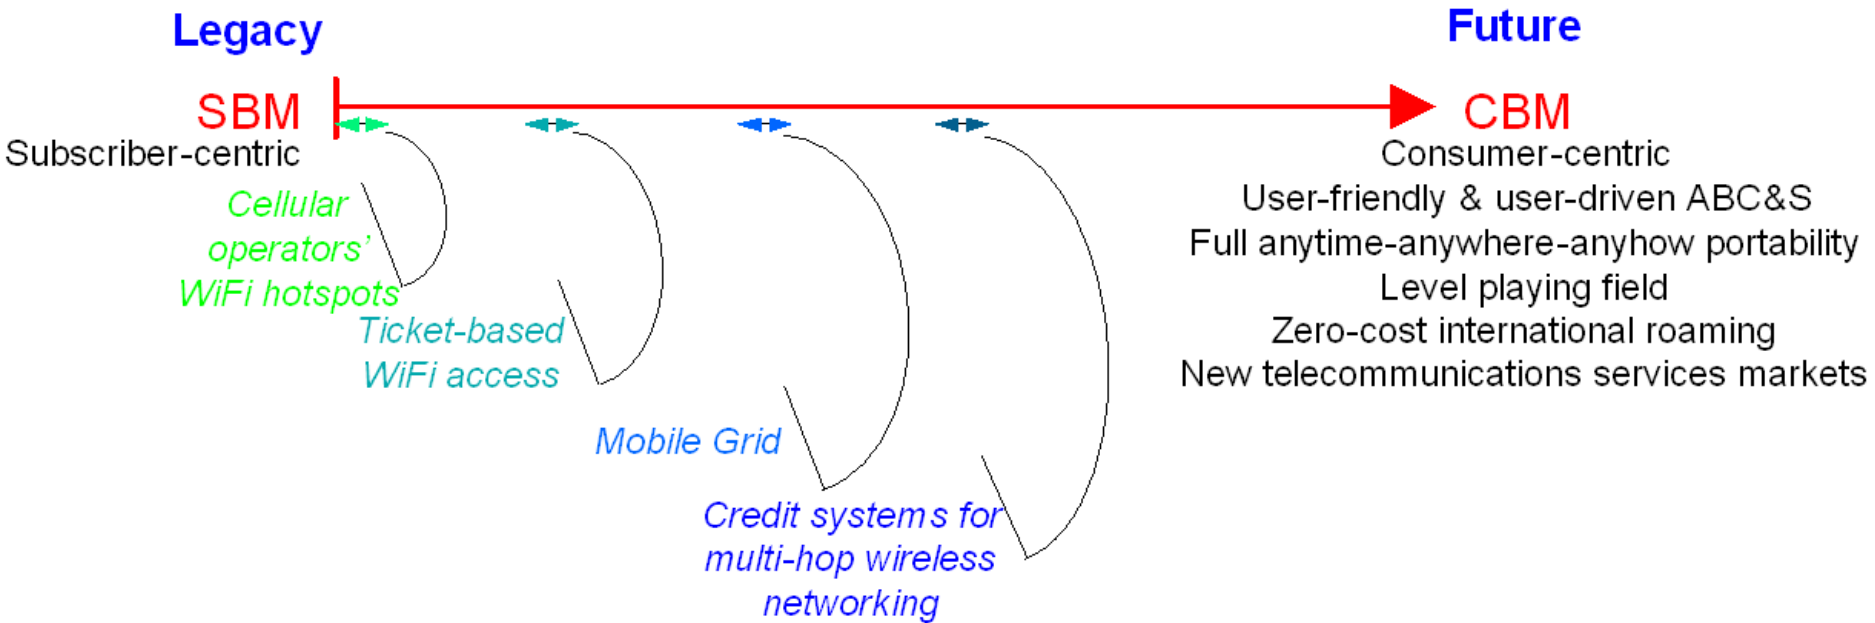 Legacy
Future
SBM
CBM
Subscriber-centric
Consumer-centric
User-friendly & user-driven ABC&S
Full anytime-anywhere-anyhow portability
Level playing field
Zero-cost international roaming
New telecommunications services markets
Cellular
operators’
WiFi hotspots
Ticket-based
WiFi access
Mobile Grid
Credit systems for
multi-hop wireless
networking